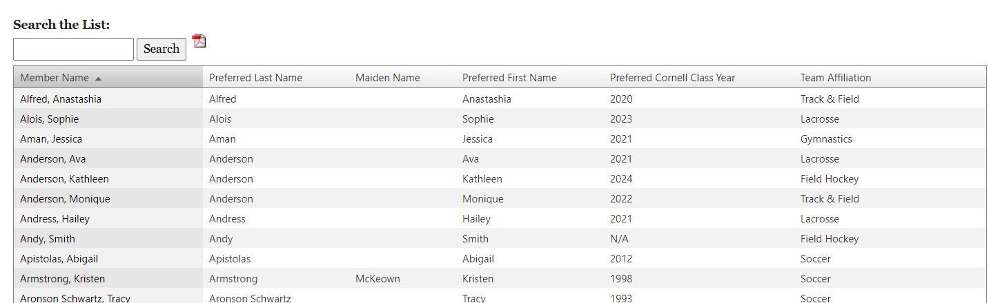 Search the List:
Search
Member Name Preferred Last Name Maiden Name Preferred First Name Preferred Cornell Class Year Team Affiliation
Alfred, Anastashia Alfred Anastashia 2020 Track & Field
Alois, Sophie Alois Sophie 2023 Lacrosse
Aman, Jessica Aman Jessica 2021 Gymnastics
Anderson, Ava Anderson Ava 2021 Lacrosse
Anderson, Kathleen Anderson Kathleen 2024 Field Hockey
Anderson, Monique Anderson Monique 2022 Track & Field
Andress, Hailey Andress Hailey 2021 Lacrosse
Andy, Smith Andy Smith N/A Field Hockey
Apistolas, Abigail Apistolas Abigail 2012 Soccer
Armstrong, Kristen Armstrong McKeown Kristen 1998 Soccer
Aronson Schwartz, Tracy Aronson Schwartz Tracy 1993 Soccer